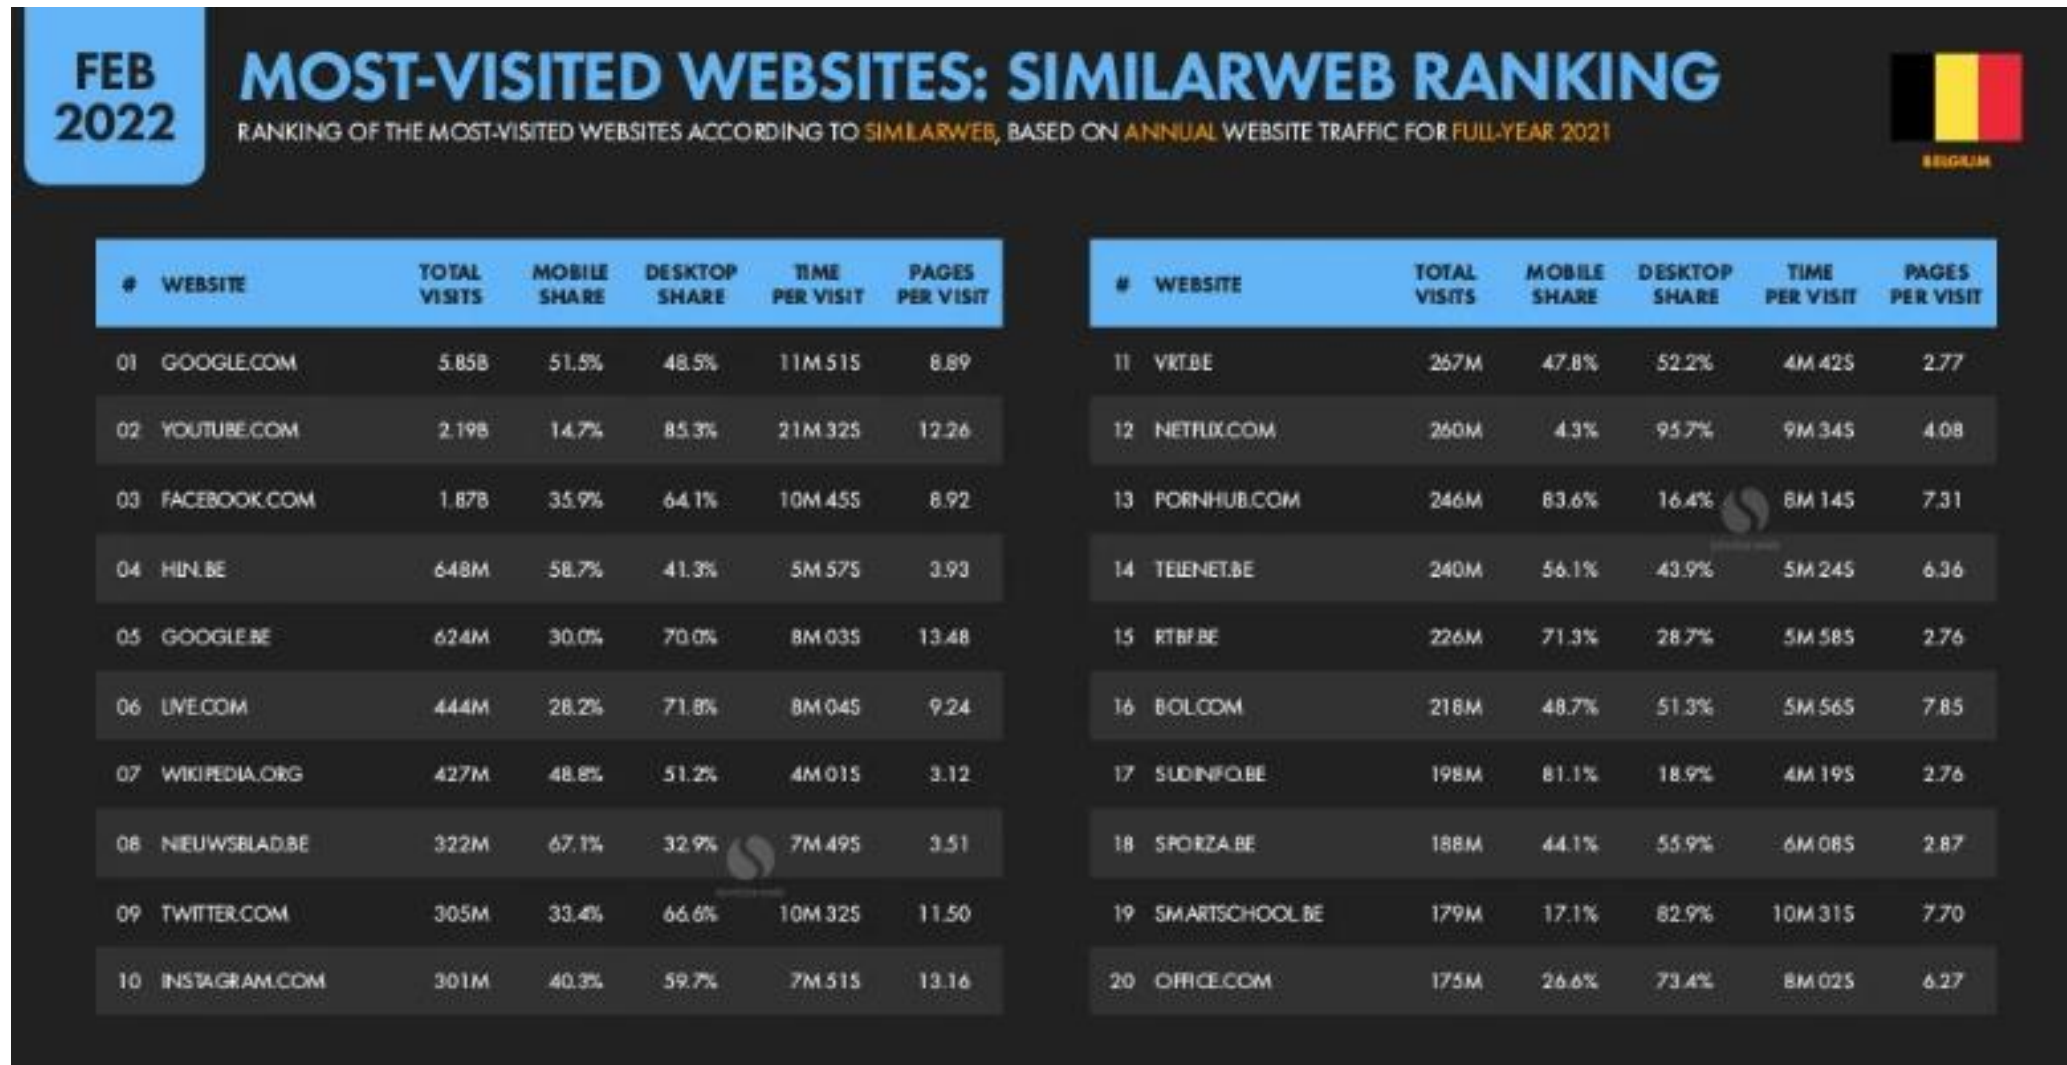 FEB
2022
MOST-VISITED WEBSITES: SIMILARWEB RANKING
RANKING OF THE MOST-VISITED WEBSITES ACCORDING TO SIMILARWEB, BASED ON ANNUAL WEBSITE TRAFFIC FOR FULL-YEAR 2021
BELGIUM
# WEBSITE TOTAL VISITS MOBILE SHARE DESKTOP SHARE TIME PER VISIT PAGES PER VISIT
01 GOOGLE.COM 5.85B 51.5% 48.5% 11M 51S 8.89
02 YOUTUBE.COM 2.19B 14.7% 85.3% 21M 32S 12.26
03 FACEBOOK.COM 1.87B 35.9% 64.1% 10M 45S 8.92
04 HLN.BE 648M 58.7% 41.3% 5M 57S 3.93
05 GOOGLE.BE 624M 30.0% 70.0% 8M 03S 13.48
06 LIVE.COM 444M 28.2% 71.8% 8M 04S 9.24
07 WIKIPEDIA.ORG 427M 48.8% 51.2% 4M 01S 3.12
08 NIEUWSBLAD.BE 322M 67.1% 32.9% 7M 49S 3.51
09 TWITTER.COM 305M 33.4% 66.6% 10M 32S 11.50
10 INSTAGRAM.COM 301M 40.3% 59.7% 7M 51S 13.16
# WEBSITE TOTAL VISITS MOBILE SHARE DESKTOP SHARE TIME PER VISIT PAGES PER VISIT
11 VRT.BE 267M 47.8% 52.2% 4M 42S 2.77
12 NETFLIX.COM 260M 4.3% 95.7% 9M 34S 4.08
13 PORNHUB.COM 246M 83.6% 16.4% 8M 14S 7.31
14 TELENET.BE 240M 56.1% 43.9% 5M 24S 6.36
15 RTBF.BE 226M 71.3% 28.7% 5M 58S 2.76
16 BOL.COM 218M 48.7% 51.3% 5M 56S 7.85
17 SUDINFO.BE 198M 81.1% 18.9% 4M 19S 2.76
18 SPORZA.BE 188M 44.1% 55.9% 6M 08S 2.87
19 SMARTSCHOOL.BE 179M 17.1% 82.9% 10M 31S 7.70
20 OFFICE.COM 175M 26.6% 73.4% 8M 02S 6.27